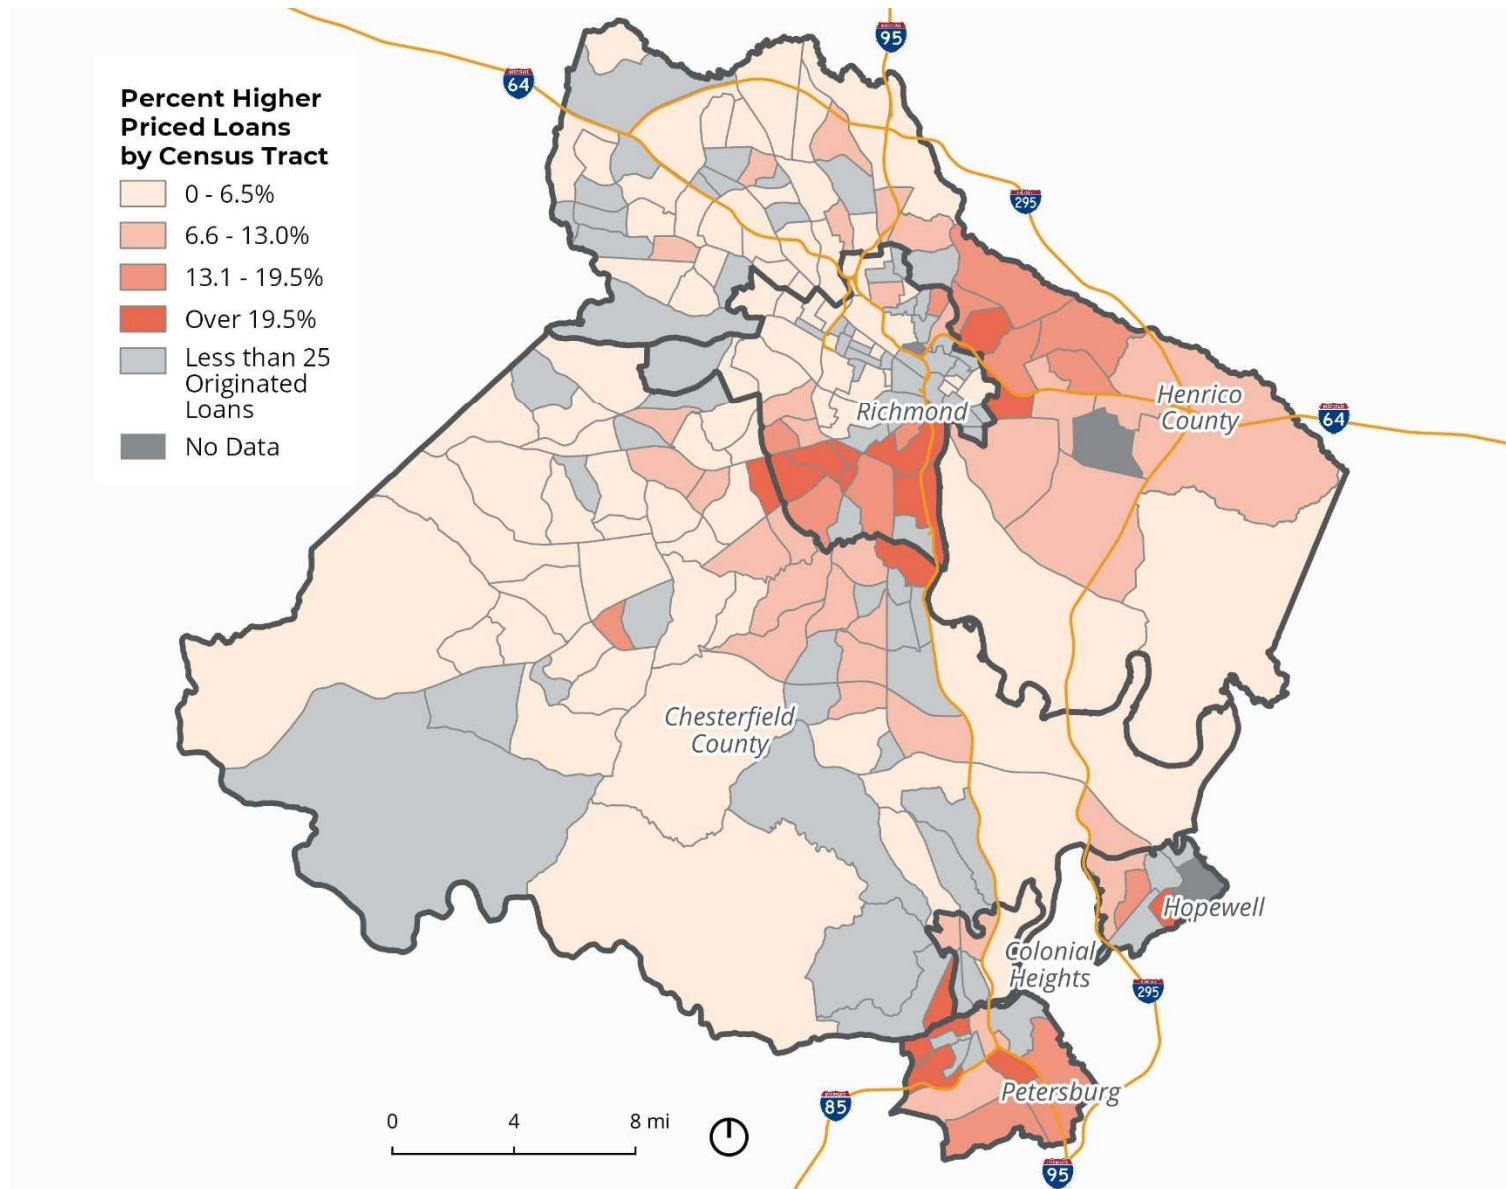 Percent Higher
Priced Loans
by Census Tract
0 - 6.5%
6.6 - 13.0%
13.1 - 19.5%
Over 19.5%
Less than 25
Originated
Loans
No Data
64
95
295
Richmond
Henrico
County
64
Chesterfield
County
Hopewell
Colonial
Heights
295
Petersburg
85
95
0 4 8 mi